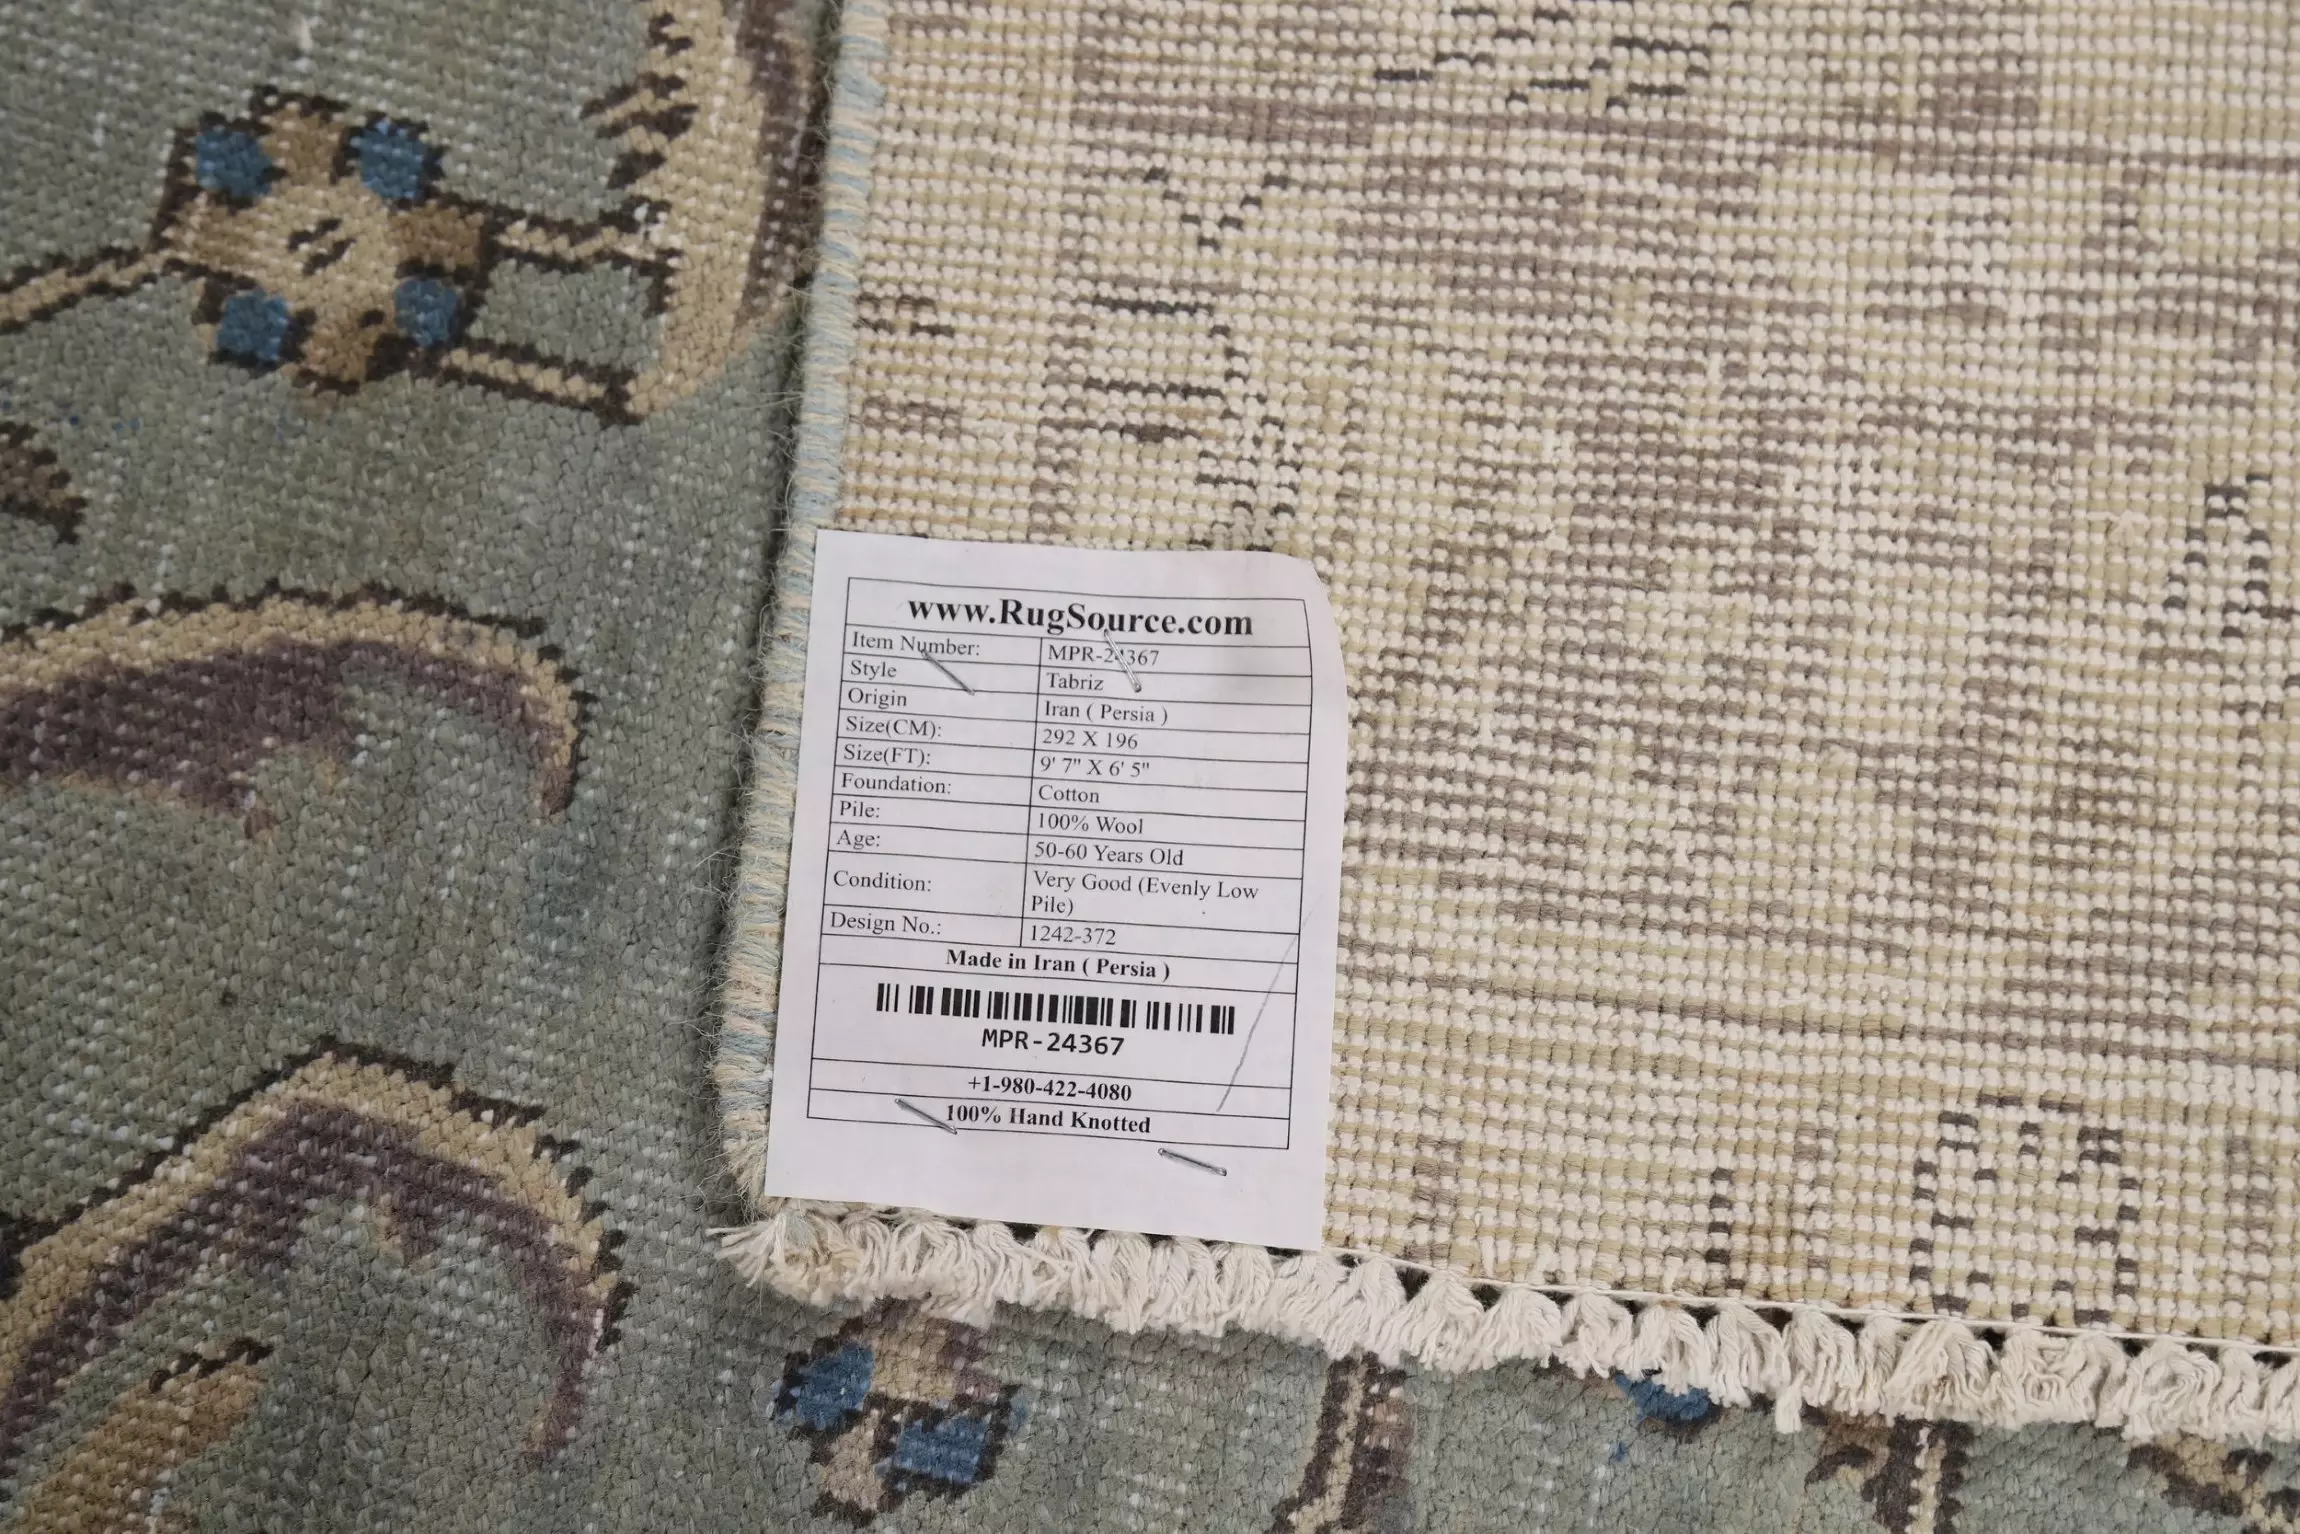 www.RugSource.com
Item Number: MPR-24367
Style Tabriz
Origin Iran ( Persia )
Size(CM): 292 X 196
Size(FT): 9' 7" X 6' 5"
Foundation: Cotton
Pile: 100% Wool
Age: 50-60 Years Old
Condition: Very Good (Evenly Low
Pile)
Design No.: 1242-372
Made in Iran ( Persia )
MPR-24367
+1-980-422-4080
100% Hand Knotted